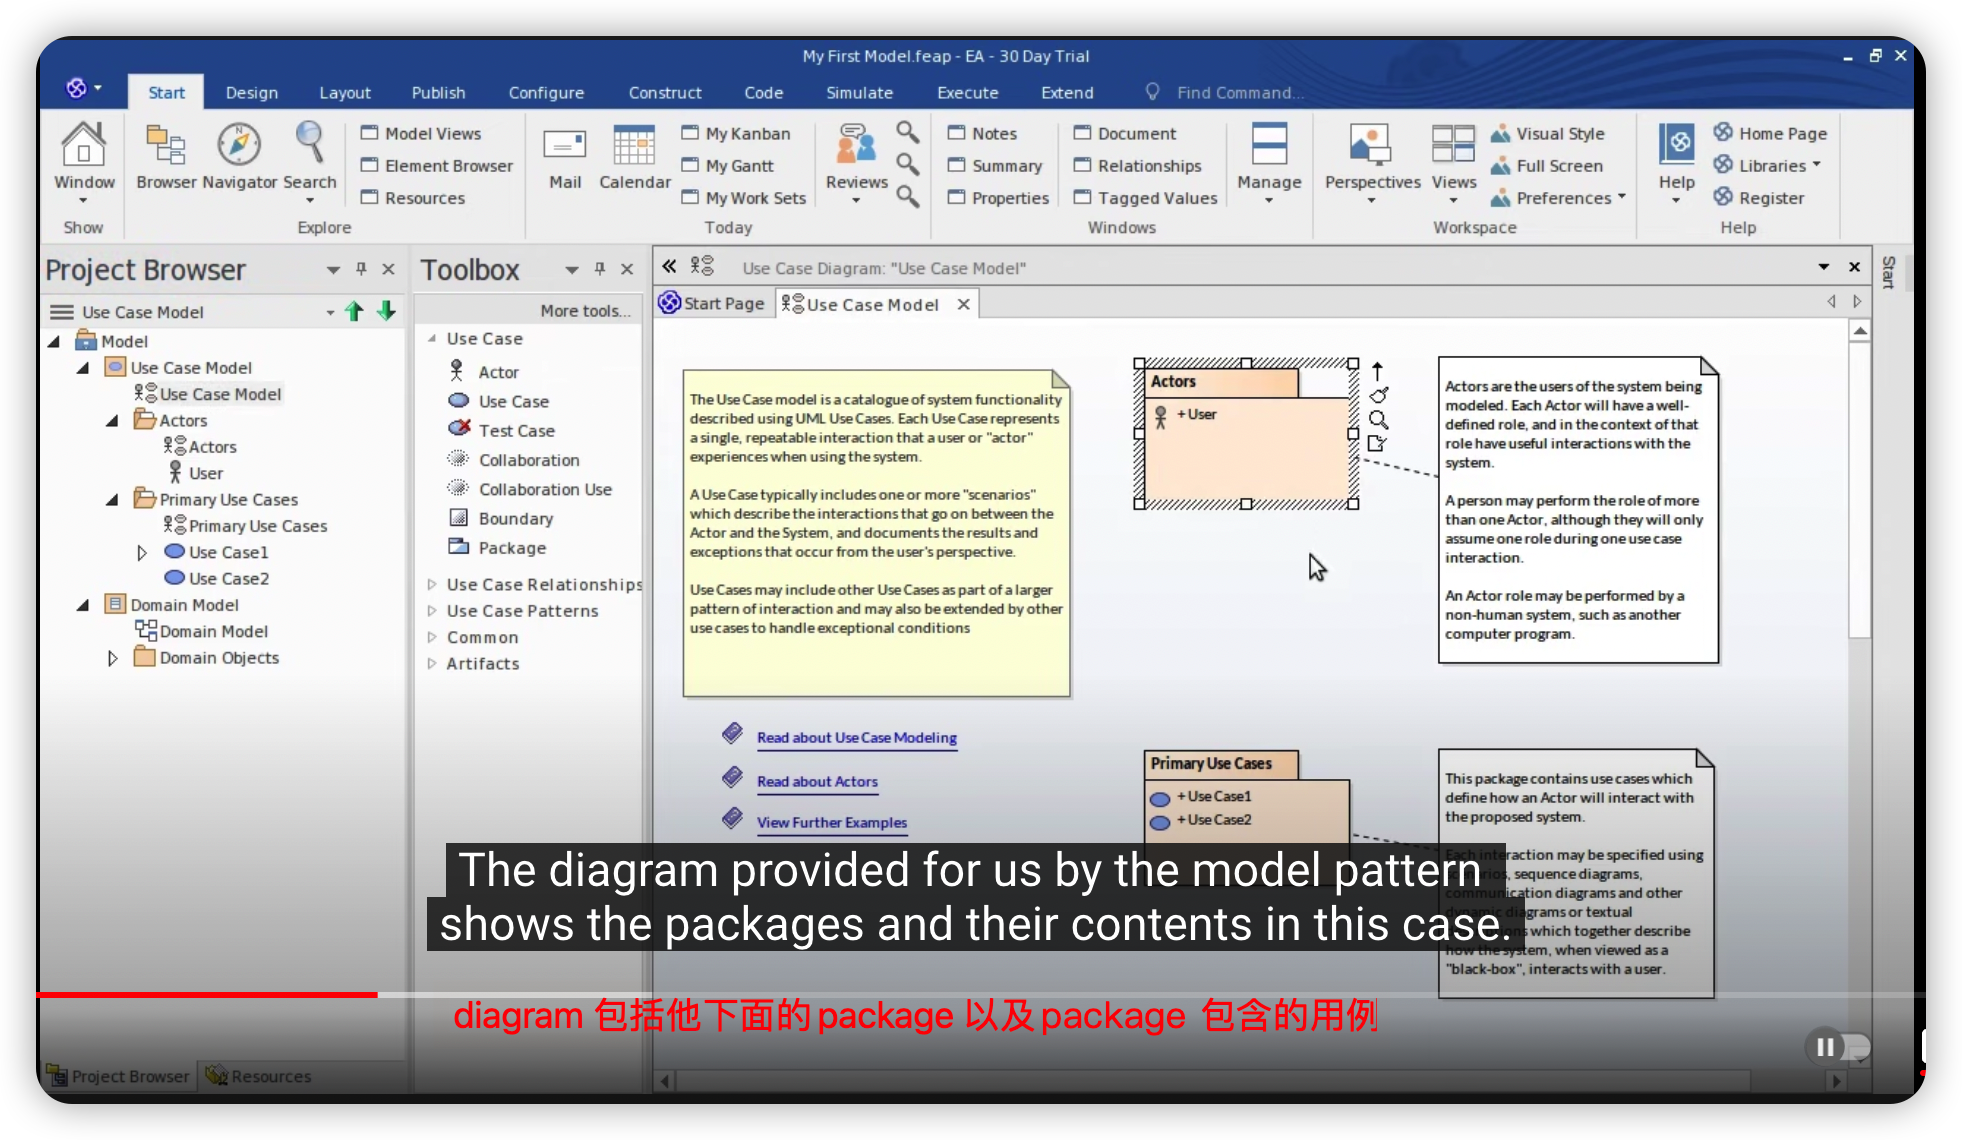 My First Model.feap - EA - 30 Day Trial
Start Design Layout Publish Configure Construct Code Simulate Execute Extend Find Command...
Window
Show
Browser Navigator Search
Model Views
Element Browser
Resources
Explore
Mail Calendar
My Kanban
My Gantt
My Work Sets
Reviews
Today
Notes
Summary
Properties
Document
Relationships
Tagged Values
Manage
Windows
Perspectives Views
Visual Style
Full Screen
Preferences
Workspace
Help
Home Page
Libraries
Register
Help
Project Browser
Use Case Model
Model
Use Case Model
Use Case Model
Actors
Actors
User
Primary Use Cases
Primary Use Cases
Use Case1
Use Case2
Domain Model
Domain Model
Domain Objects
Project Browser Resources
Toolbox
More tools...
Use Case
Actor
Use Case
Test Case
Collaboration
Collaboration Use
Boundary
Package
Use Case Relationships
Use Case Patterns
Common
Artifacts
Use Case Diagram: "Use Case Model"
Start Page Use Case Model
Start
The Use Case model is a catalogue of system functionality
described using UML Use Cases. Each Use Case represents
a single, repeatable interaction that a user or "actor"
experiences when using the system.
A Use Case typically includes one or more "scenarios"
which describe the interactions that go on between the
Actor and the System, and documents the results and
exceptions that occur from the user's perspective.
Use Cases may include other Use Cases as part of a larger
pattern of interaction and may also be extended by other
use cases to handle exceptional conditions
Read about Use Case Modeling
Read about Actors
View Further Examples
Actors
+ User
Actors are the users of the system being
modeled. Each Actor will have a well-
defined role, and in the context of that
role have useful interactions with the
system.
A person may perform the role of more
than one Actor, although they will only
assume one role during one use case
interaction.
An Actor role may be performed by a
non-human system, such as another
computer program.
Primary Use Cases
+ Use Case1
+ Use Case2
This package contains use cases which
define how an Actor will interact with
the proposed system.
Each interaction may be specified using
scenarios, sequence diagrams,
communication diagrams and other
dynamic diagrams or textual
which together describe
how the system, when viewed as a
"black-box", interacts with a user.
The diagram provided for us by the model pattern
shows the packages and their contents in this case.
diagram 包括他下面的 package 以及 package 包含的用例